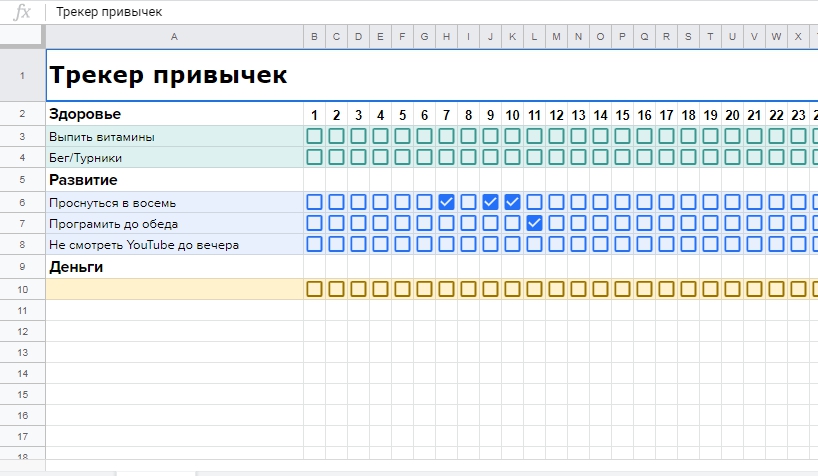 fx Трекер привычек
A B C D E F G H I J K L M N O P Q R S T U V W X
1 Трекер привычек
2 Здоровье 1 2 3 4 5 6 7 8 9 10 11 12 13 14 15 16 17 18 19 20 21 22 23
3 Выпить витамины
4 Бег/Турники
5 Развитие
6 Проснуться в восемь
7 Програмить до обеда
8 Не смотреть YouTube до вечера
9 Деньги
10
11
12
13
14
15
16
17
18